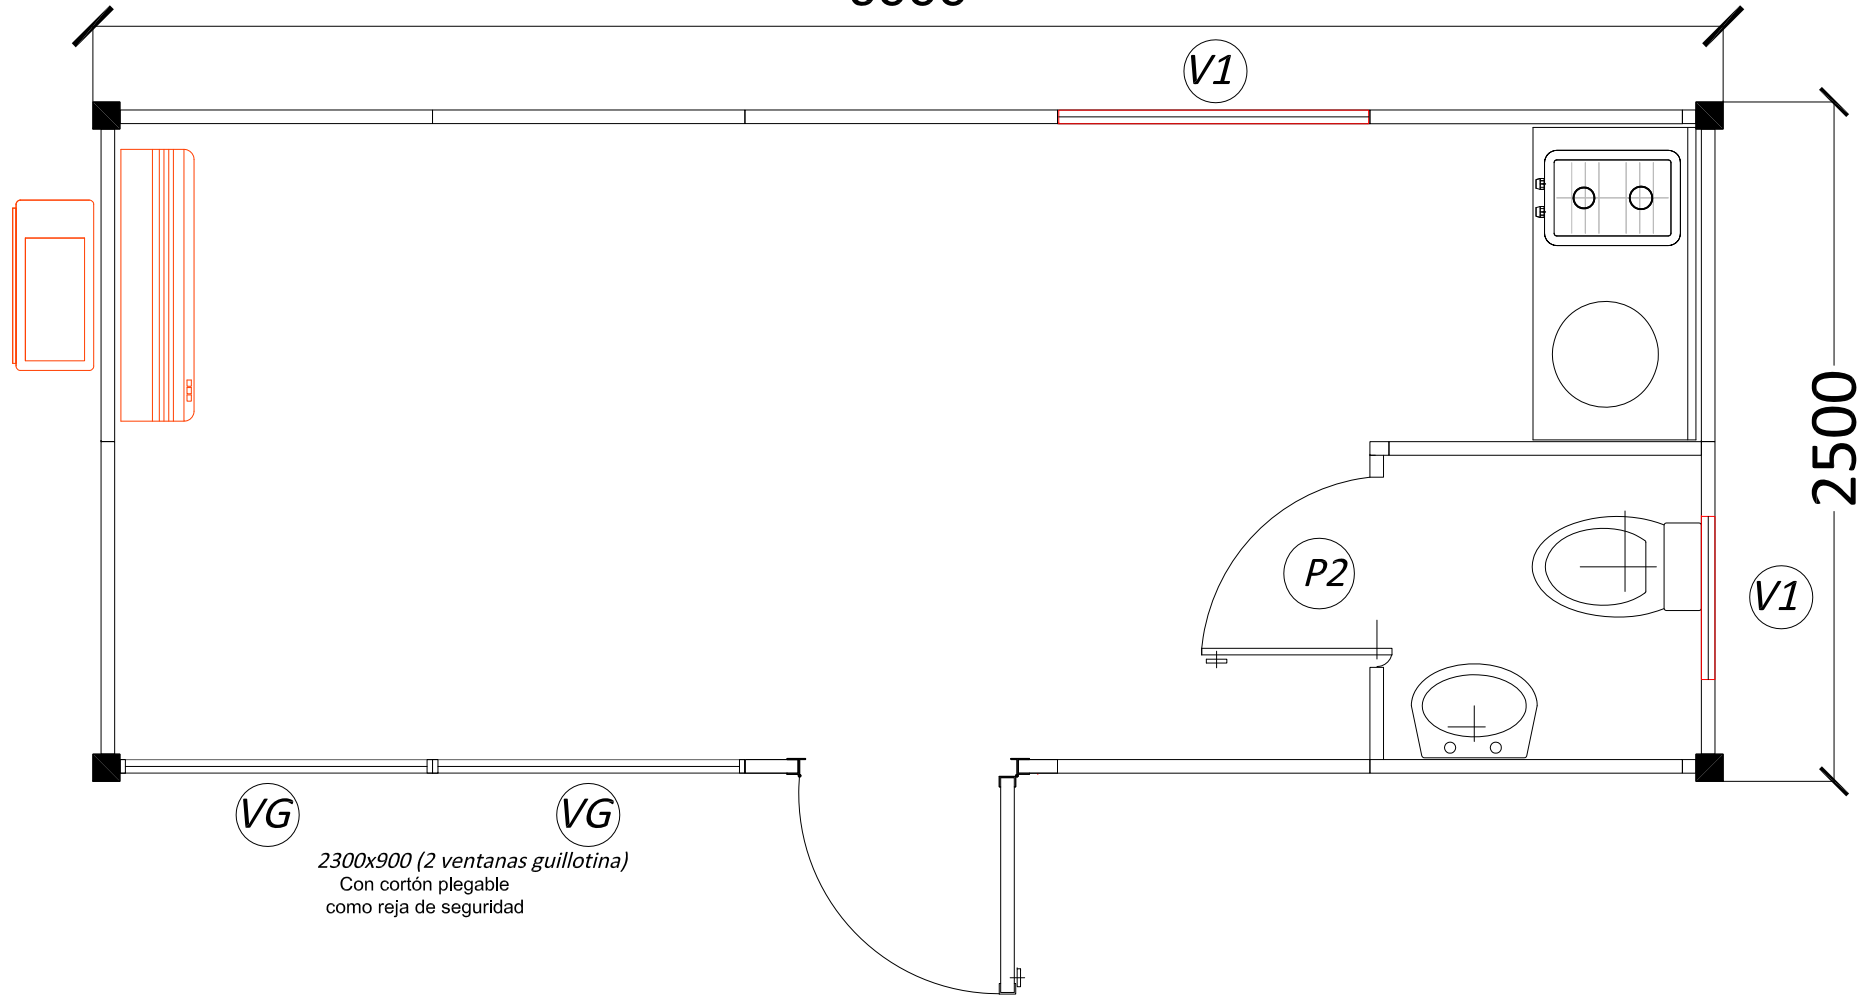 V1
2500
P2
V1
VG
VG
2300x900 (2 ventanas guillotina)
Con cortón plegable
como reja de seguridad